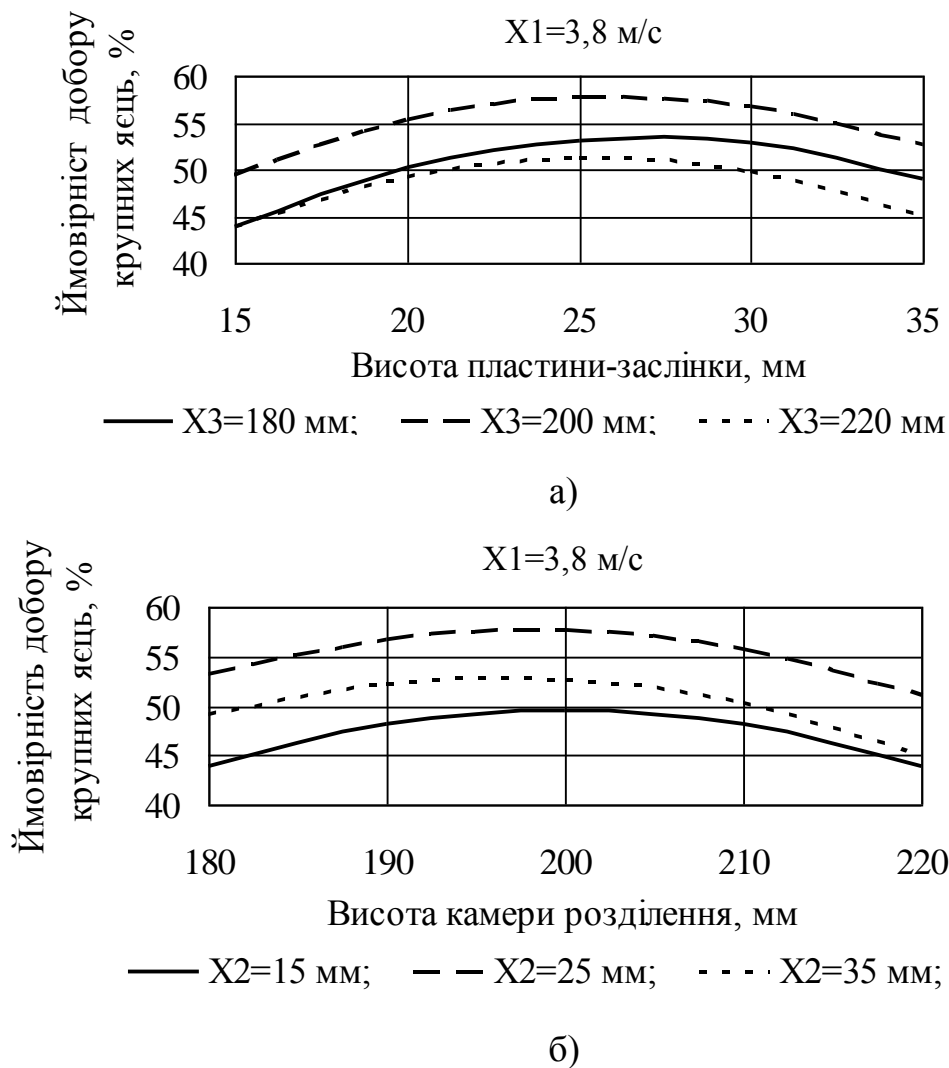 X1=3,8 м/с
Ймовірніст добору
крупних яєць, %
60
55
50
45
40
15 20 25 30 35
Висота пластини-заслінки, мм
X3=180 мм; X3=200 мм; X3=220 мм
а)
X1=3,8 м/с
Ймовірність добору
крупних яєць, %
60
55
50
45
40
180 190 200 210 220
Висота камери розділення, мм
X2=15 мм; X2=25 мм; X2=35 мм;
б)